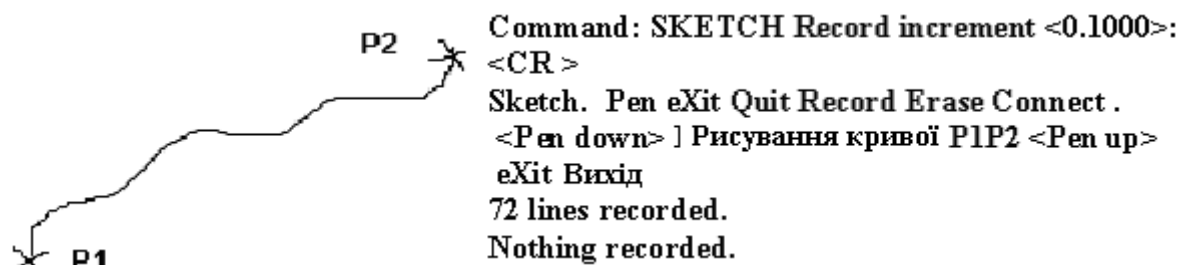 P2
Command: SKETCH Record increment <0.1000>:
<CR >
Sketch. Pen eXit Quit Record Erase Connect .
<Pen down> ] Рисування кривої P1P2 <Pen up>
eXit Вихід
72 lines recorded.
Nothing recorded.
P1